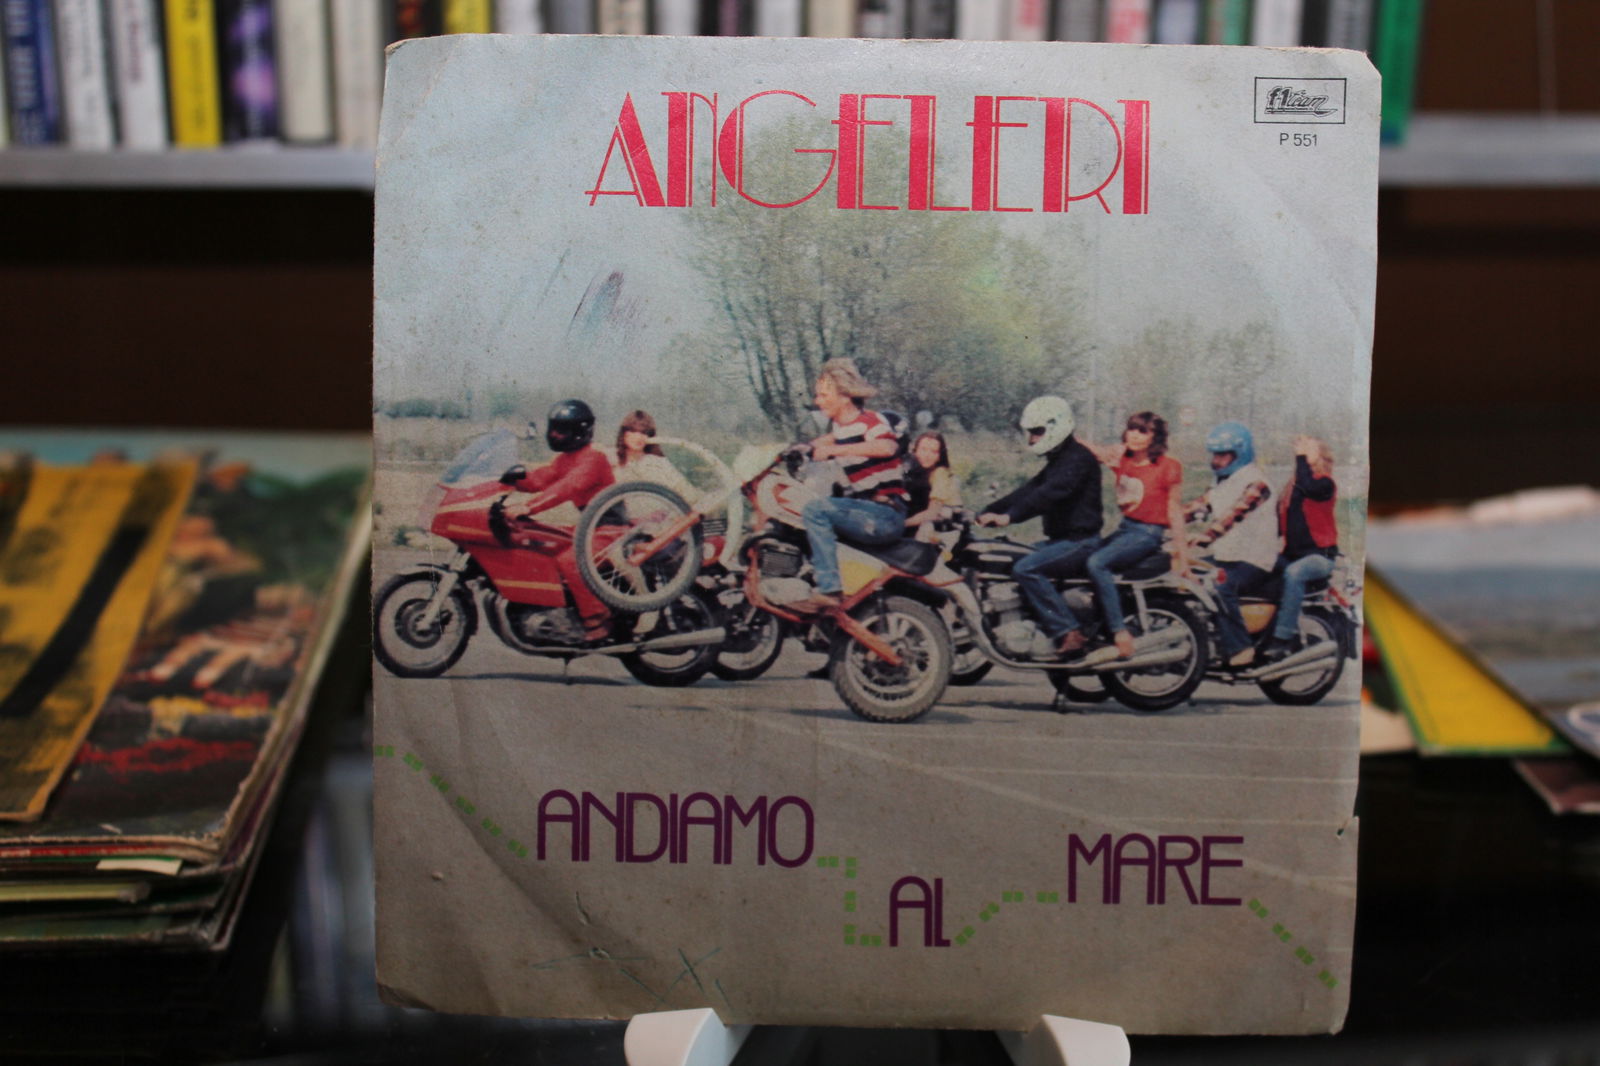 ANGELERI
f1team
P 551
ANDIAMO
AL
MARE